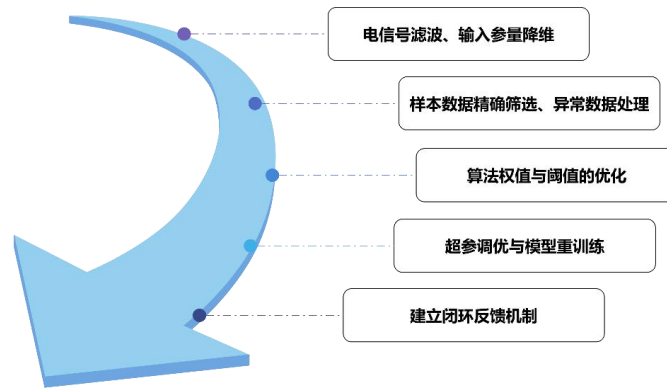 电信号滤波、输入参量降维
样本数据精确筛选、异常数据处理
算法权值与阈值的优化
超参调优与模型重训练
建立闭环反馈机制